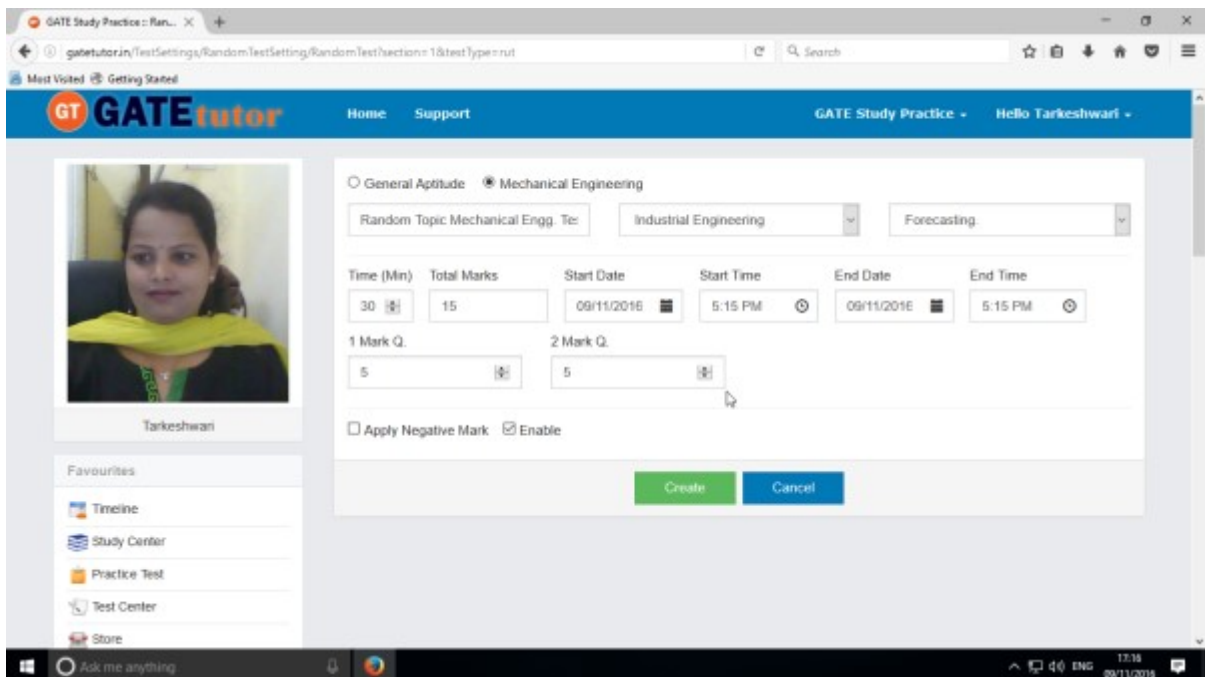 GATE Study Practice :: Ran...
gatetutor.in/TestSettings/RandomTestSetting/RandomTest?section=1&testType=rut
Search
Most Visited Getting Started
GT GATEtutor
Home Support GATE Study Practice Hello Tarkeshwari
General Aptitude Mechanical Engineering
Random Topic Mechanical Engg. Tes Industrial Engineering Forecasting.
Time (Min) Total Marks Start Date Start Time End Date End Time
30 15 09/11/2016 5:15 PM 09/11/2016 5:15 PM
1 Mark Q. 2 Mark Q.
5 5
Tarkeshwari
Apply Negative Mark Enable
Favourites
Create Cancel
Timeline
Study Center
Practice Test
Test Center
Store
Ask me anything
ENG 17:16
09/11/2016